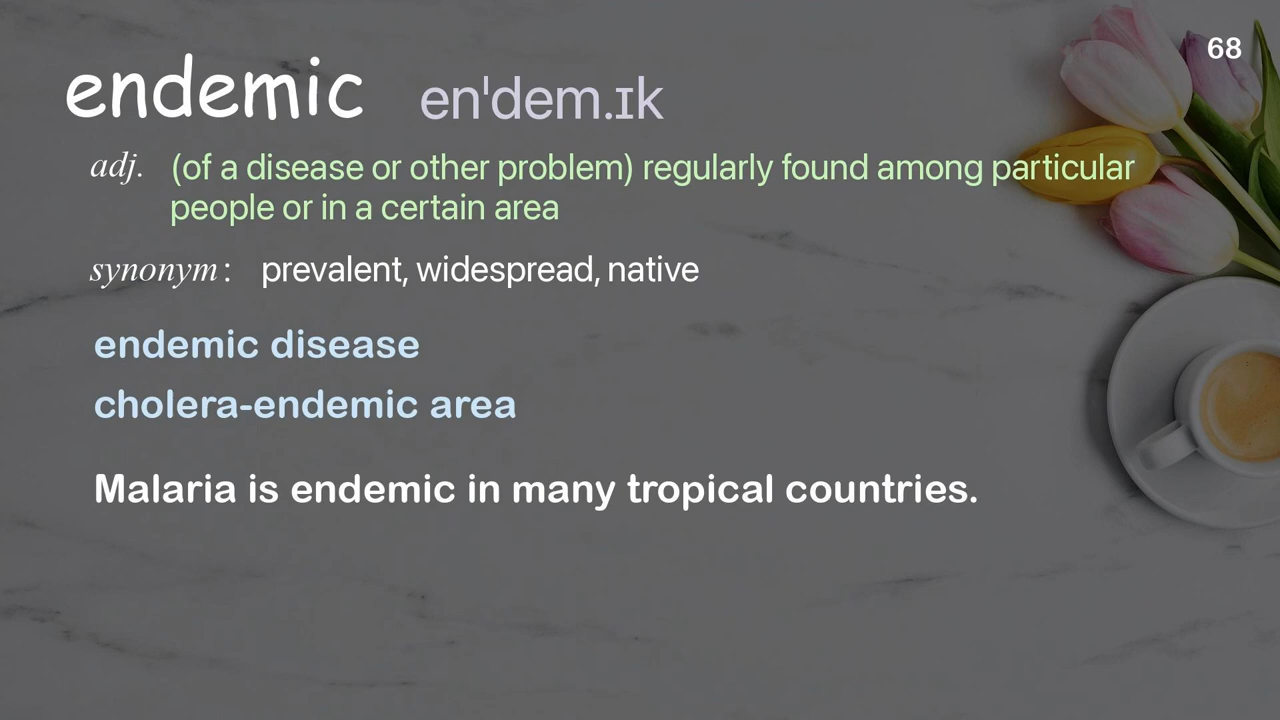 68
endemic en'dem.ɪk
adj. (of a disease or other problem) regularly found among particular
people or in a certain area
synonym: prevalent, widespread, native
endemic disease
cholera-endemic area
Malaria is endemic in many tropical countries.